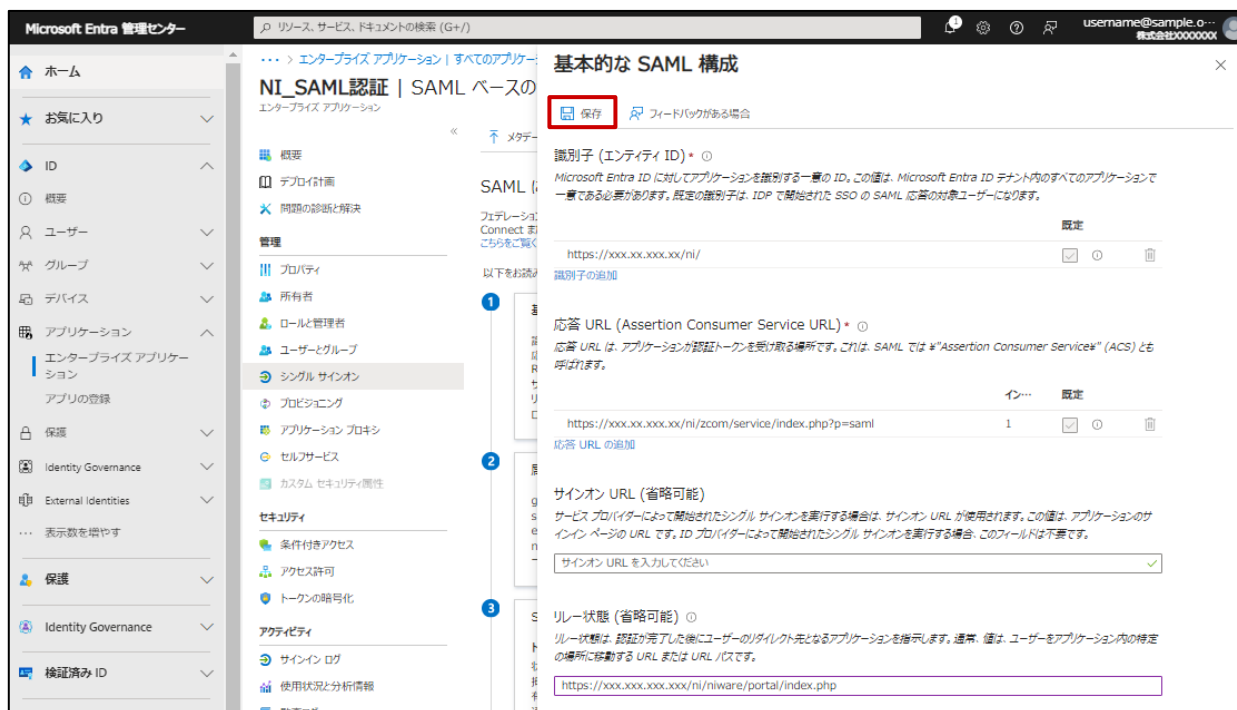 Microsoft Entra 管理センター
リソース、サービス、ドキュメントの検索 (G+/)
1
username@sample.o…
株式会社XXXXXXX
ホーム
お気に入り
ID
概要
ユーザー
グループ
デバイス
アプリケーション
エンタープライズ アプリケー
ション
アプリの登録
保護
Identity Governance
External Identities
… 表示数を増やす
保護
Identity Governance
検証済み ID
… > エンタープライズ アプリケーション | すべてのアプリケー
NI_SAML認証 | SAML ベースの
エンタープライズ アプリケーション
«
概要
デプロイ計画
問題の診断と解決
管理
プロパティ
所有者
ロールと管理者
ユーザーとグループ
シングル サインオン
プロビジョニング
アプリケーション プロキシ
セルフサービス
カスタム セキュリティ属性
セキュリティ
条件付きアクセス
アクセス許可
トークンの暗号化
アクティビティ
サインイン ログ
使用状況と分析情報
メタデー
SAML
フェデレーショ
Connect ま
こちらをご覧く
以下をお読み
1
2
3
基本的な SAML 構成
保存
フィードバックがある場合
識別子 (エンティティ ID) *
Microsoft Entra ID に対してアプリケーションを識別する一意の ID。この値は、Microsoft Entra ID テナント内のすべてのアプリケーションで
一意である必要があります。既定の識別子は、IDP で開始された SSO の SAML 応答の対象ユーザーになります。
既定
https://xxx.xx.xxx.xx/ni/
識別子の追加
応答 URL (Assertion Consumer Service URL) *
応答 URL は、アプリケーションが認証トークンを受け取る場所です。これは、SAML では ¥"Assertion Consumer Service¥" (ACS) とも
呼ばれます。
イン… 既定
https://xxx.xx.xxx.xx/ni/zcom/service/index.php?p=saml 1
応答 URL の追加
サインオン URL (省略可能)
サービス プロバイダーによって開始されたシングル サインオンを実行する場合は、サインオン URL が使用されます。この値は、アプリケーションのサ
インイン ページの URL です。ID プロバイダーによって開始されたシングル サインオンを実行する場合、このフィールドは不要です。
サインオン URL を入力してください
リレー状態 (省略可能)
リレー状態は、認証が完了した後にユーザーのリダイレクト先となるアプリケーションを指示します。通常、値は、ユーザーをアプリケーション内の特定
の場所に移動する URL または URL パスです。
https://xxx.xxx.xxx.xxx/ni/niware/portal/index.php